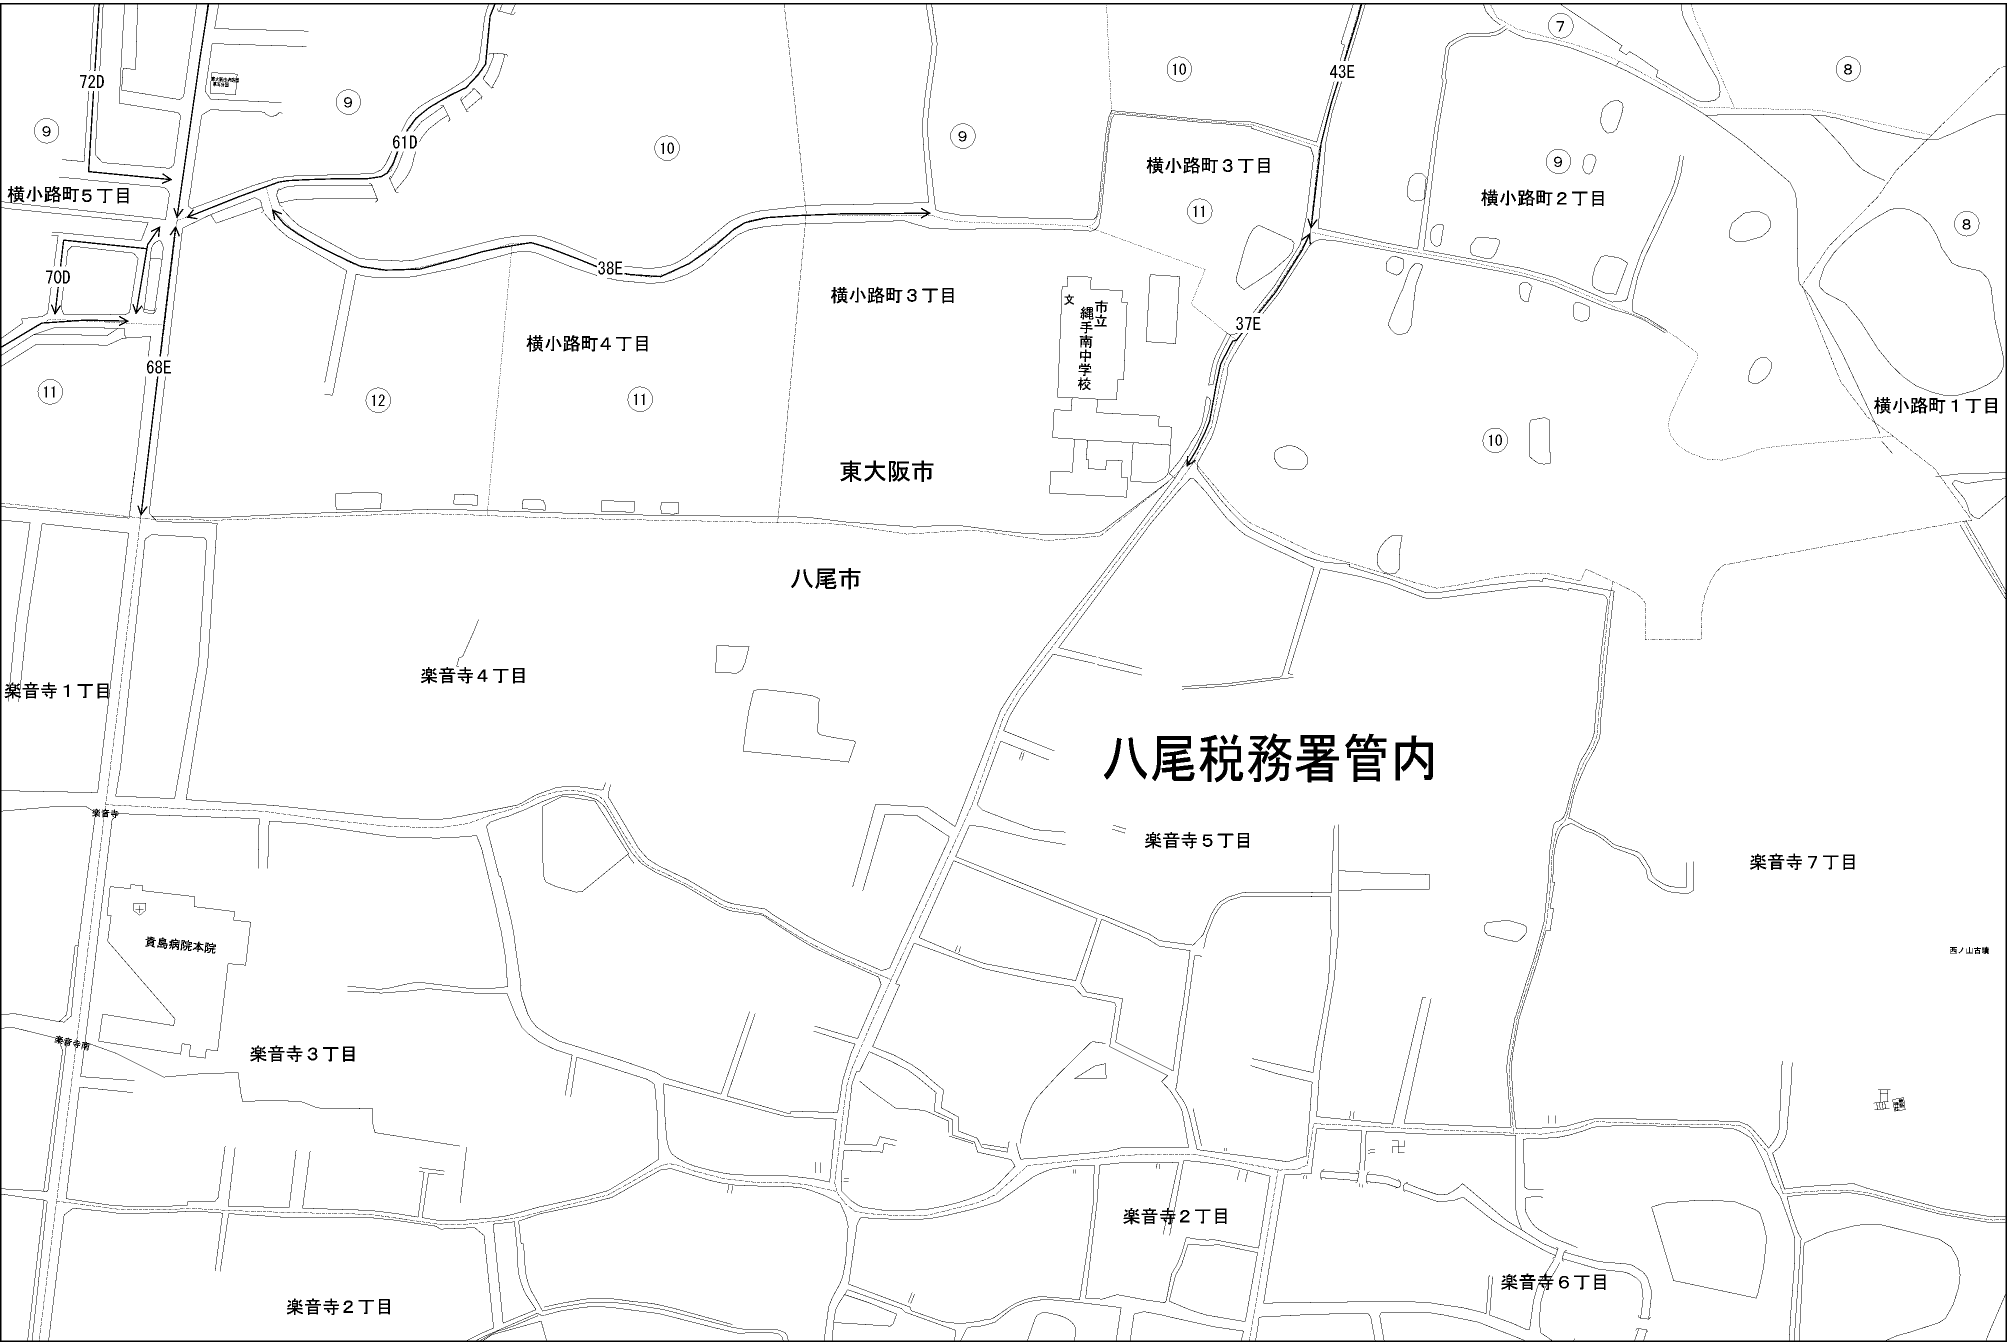 72D
43E
⑦
⑩
⑧
⑨
⑨
61D
⑩
⑨
横小路町３丁目
⑨
横小路町５丁目
横小路町２丁目
⑪
⑧
70D
38E
横小路町３丁目
文
市立
縄手南中学校
37E
横小路町４丁目
68E
⑪
⑫
⑪
横小路町１丁目
⑩
東大阪市
八尾市
楽音寺４丁目
楽音寺１丁目
八尾税務署管内
楽音寺
楽音寺５丁目
楽音寺７丁目
貴島病院本院
西ノ山古墳
楽音寺南
楽音寺３丁目
楽音寺２丁目
楽音寺６丁目
楽音寺２丁目